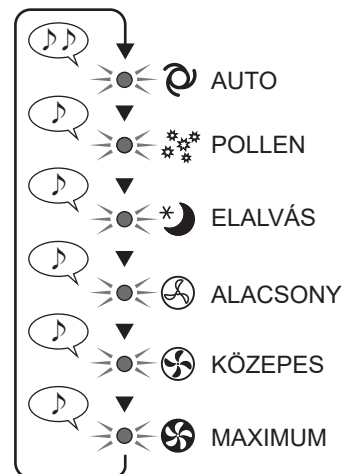 AUTO
POLLEN
ELALVÁS
ALACSONY
KÖZEPES
MAXIMUM